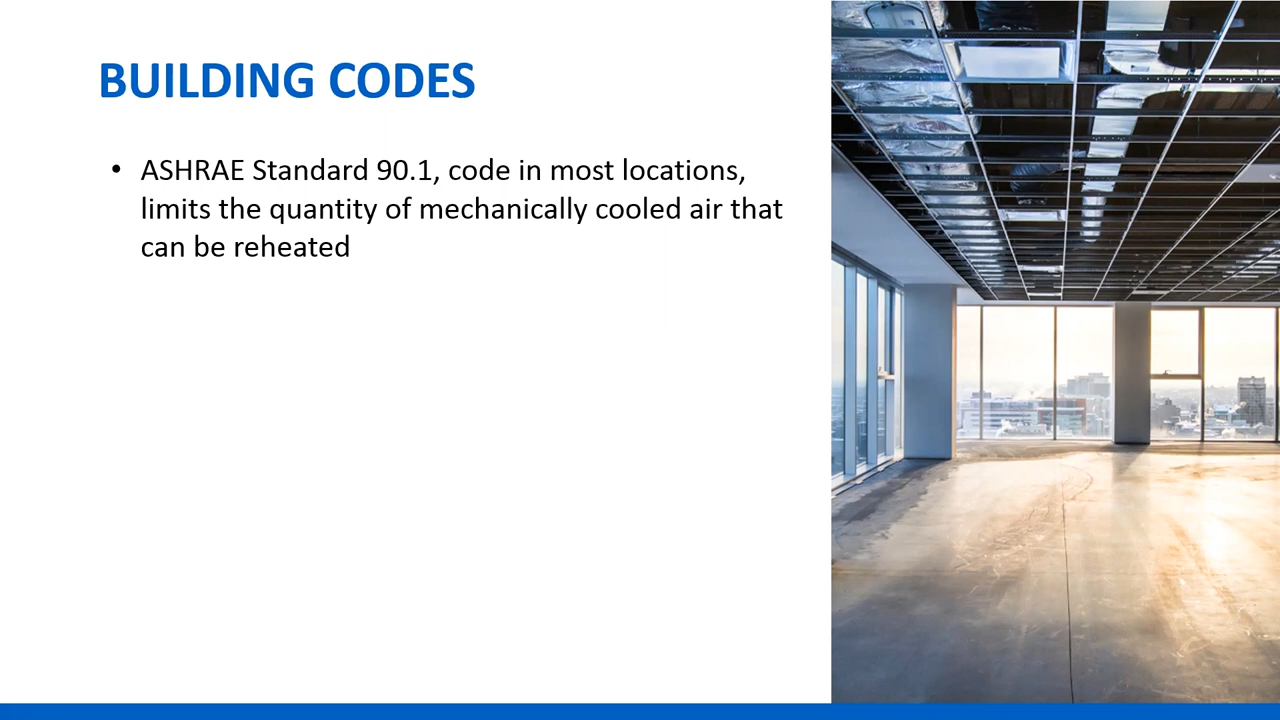 BUILDING CODES
• ASHRAE Standard 90.1, code in most locations,
limits the quantity of mechanically cooled air that
can be reheated